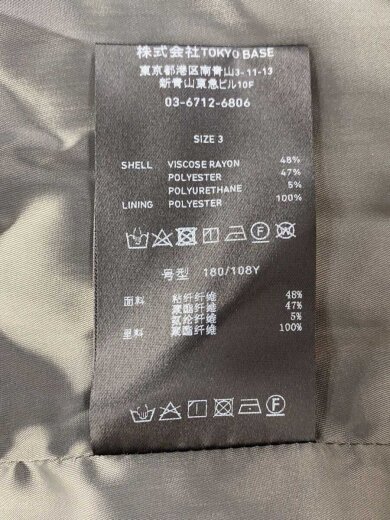 株式会社TOKYO BASE
東京都港区南青山3-11-13
新青山東急ビル10F
03-6712-6806
SIZE 3
SHELL VISCOSE RAYON 48%
POLYESTER 47%
POLYURETHANE 5%
LINING POLYESTER 100%
号型 180/108Y
面料 粘纤纤维 48%
聚酯纤维 47%
氨纶纤维 5%
里料 聚酯纤维 100%